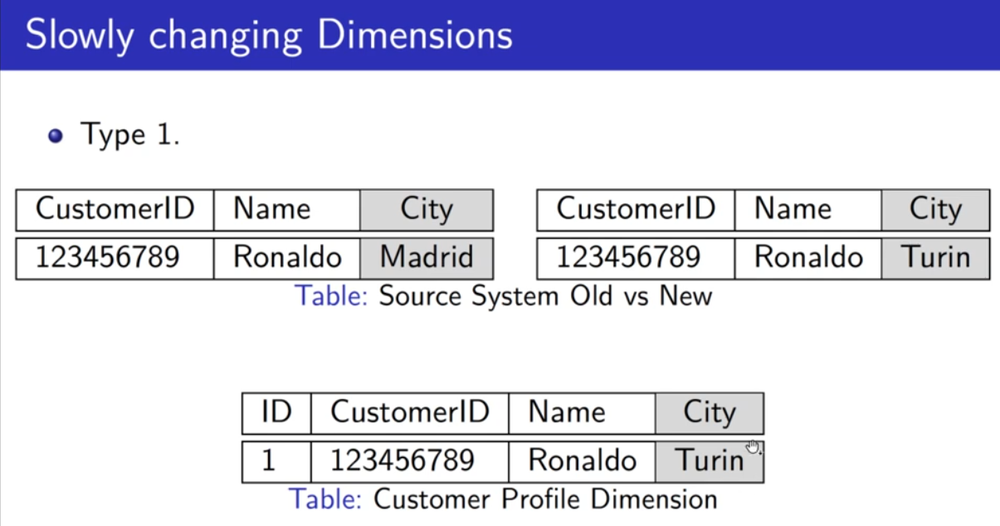 Slowly changing Dimensions
Type 1.
CustomerID Name City
123456789 Ronaldo Madrid
CustomerID Name City
123456789 Ronaldo Turin
Table: Source System Old vs New
ID CustomerID Name City
1 123456789 Ronaldo Turin
Table: Customer Profile Dimension